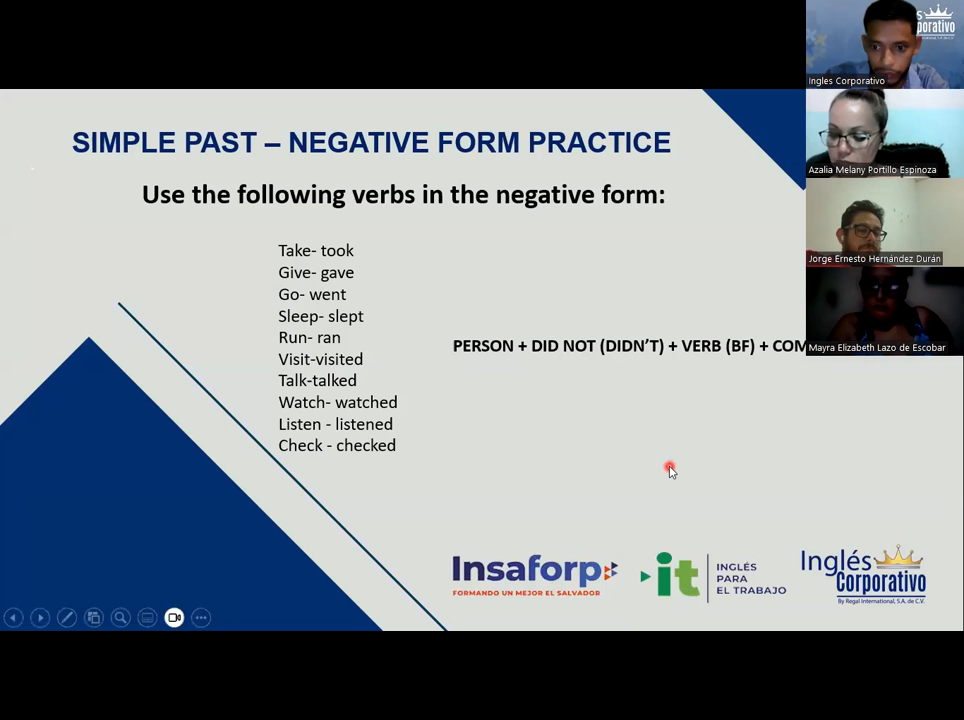 SIMPLE PAST – NEGATIVE FORM PRACTICE
Use the following verbs in the negative form:
Take- took
Give- gave
Go- went
Sleep- slept
Run- ran
Visit-visited
Talk-talked
Watch- watched
Listen - listened
Check - checked
PERSON + DID NOT (DIDN'T) + VERB (BF) +
Insaforp
FORMANDO UN MEJOR EL SALVADOR
it
INGLÉS
PARA
EL TRABAJO
Inglés
Corporativo
By Regal International, S.A. de C.V.
Ingles Corporativo
Azalia Melany Portillo Espinoza
Jorge Ernesto Hernández Durán
Mayra Elizabeth Lazo de Escobar